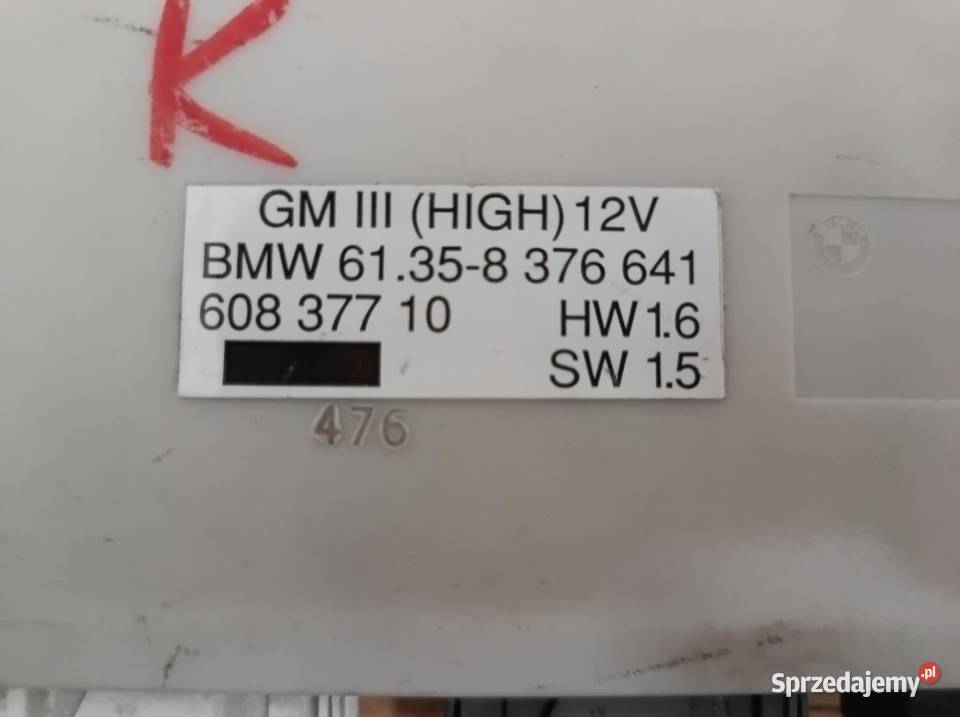 K
GM III (HIGH) 12V
BMW 61.35-8 376 641
608 377 10 HW 1.6
SW 1.5
476
Sprzedajemy.pl